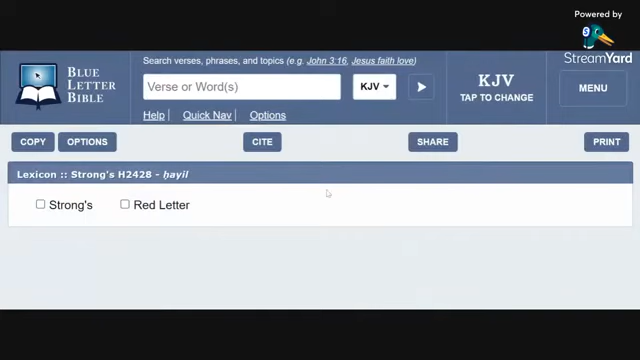 Powered by
StreamYard
Search verses, phrases, and topics (e.g. John 3:16, Jesus faith love)
BLUE
LETTER
BIBLE
Verse or Word(s)
KJV
KJV
TAP TO CHANGE
MENU
Help
Quick Nav
Options
COPY
OPTIONS
CITE
SHARE
PRINT
Lexicon :: Strong's H2428 - ḥayil
Strong's
Red Letter